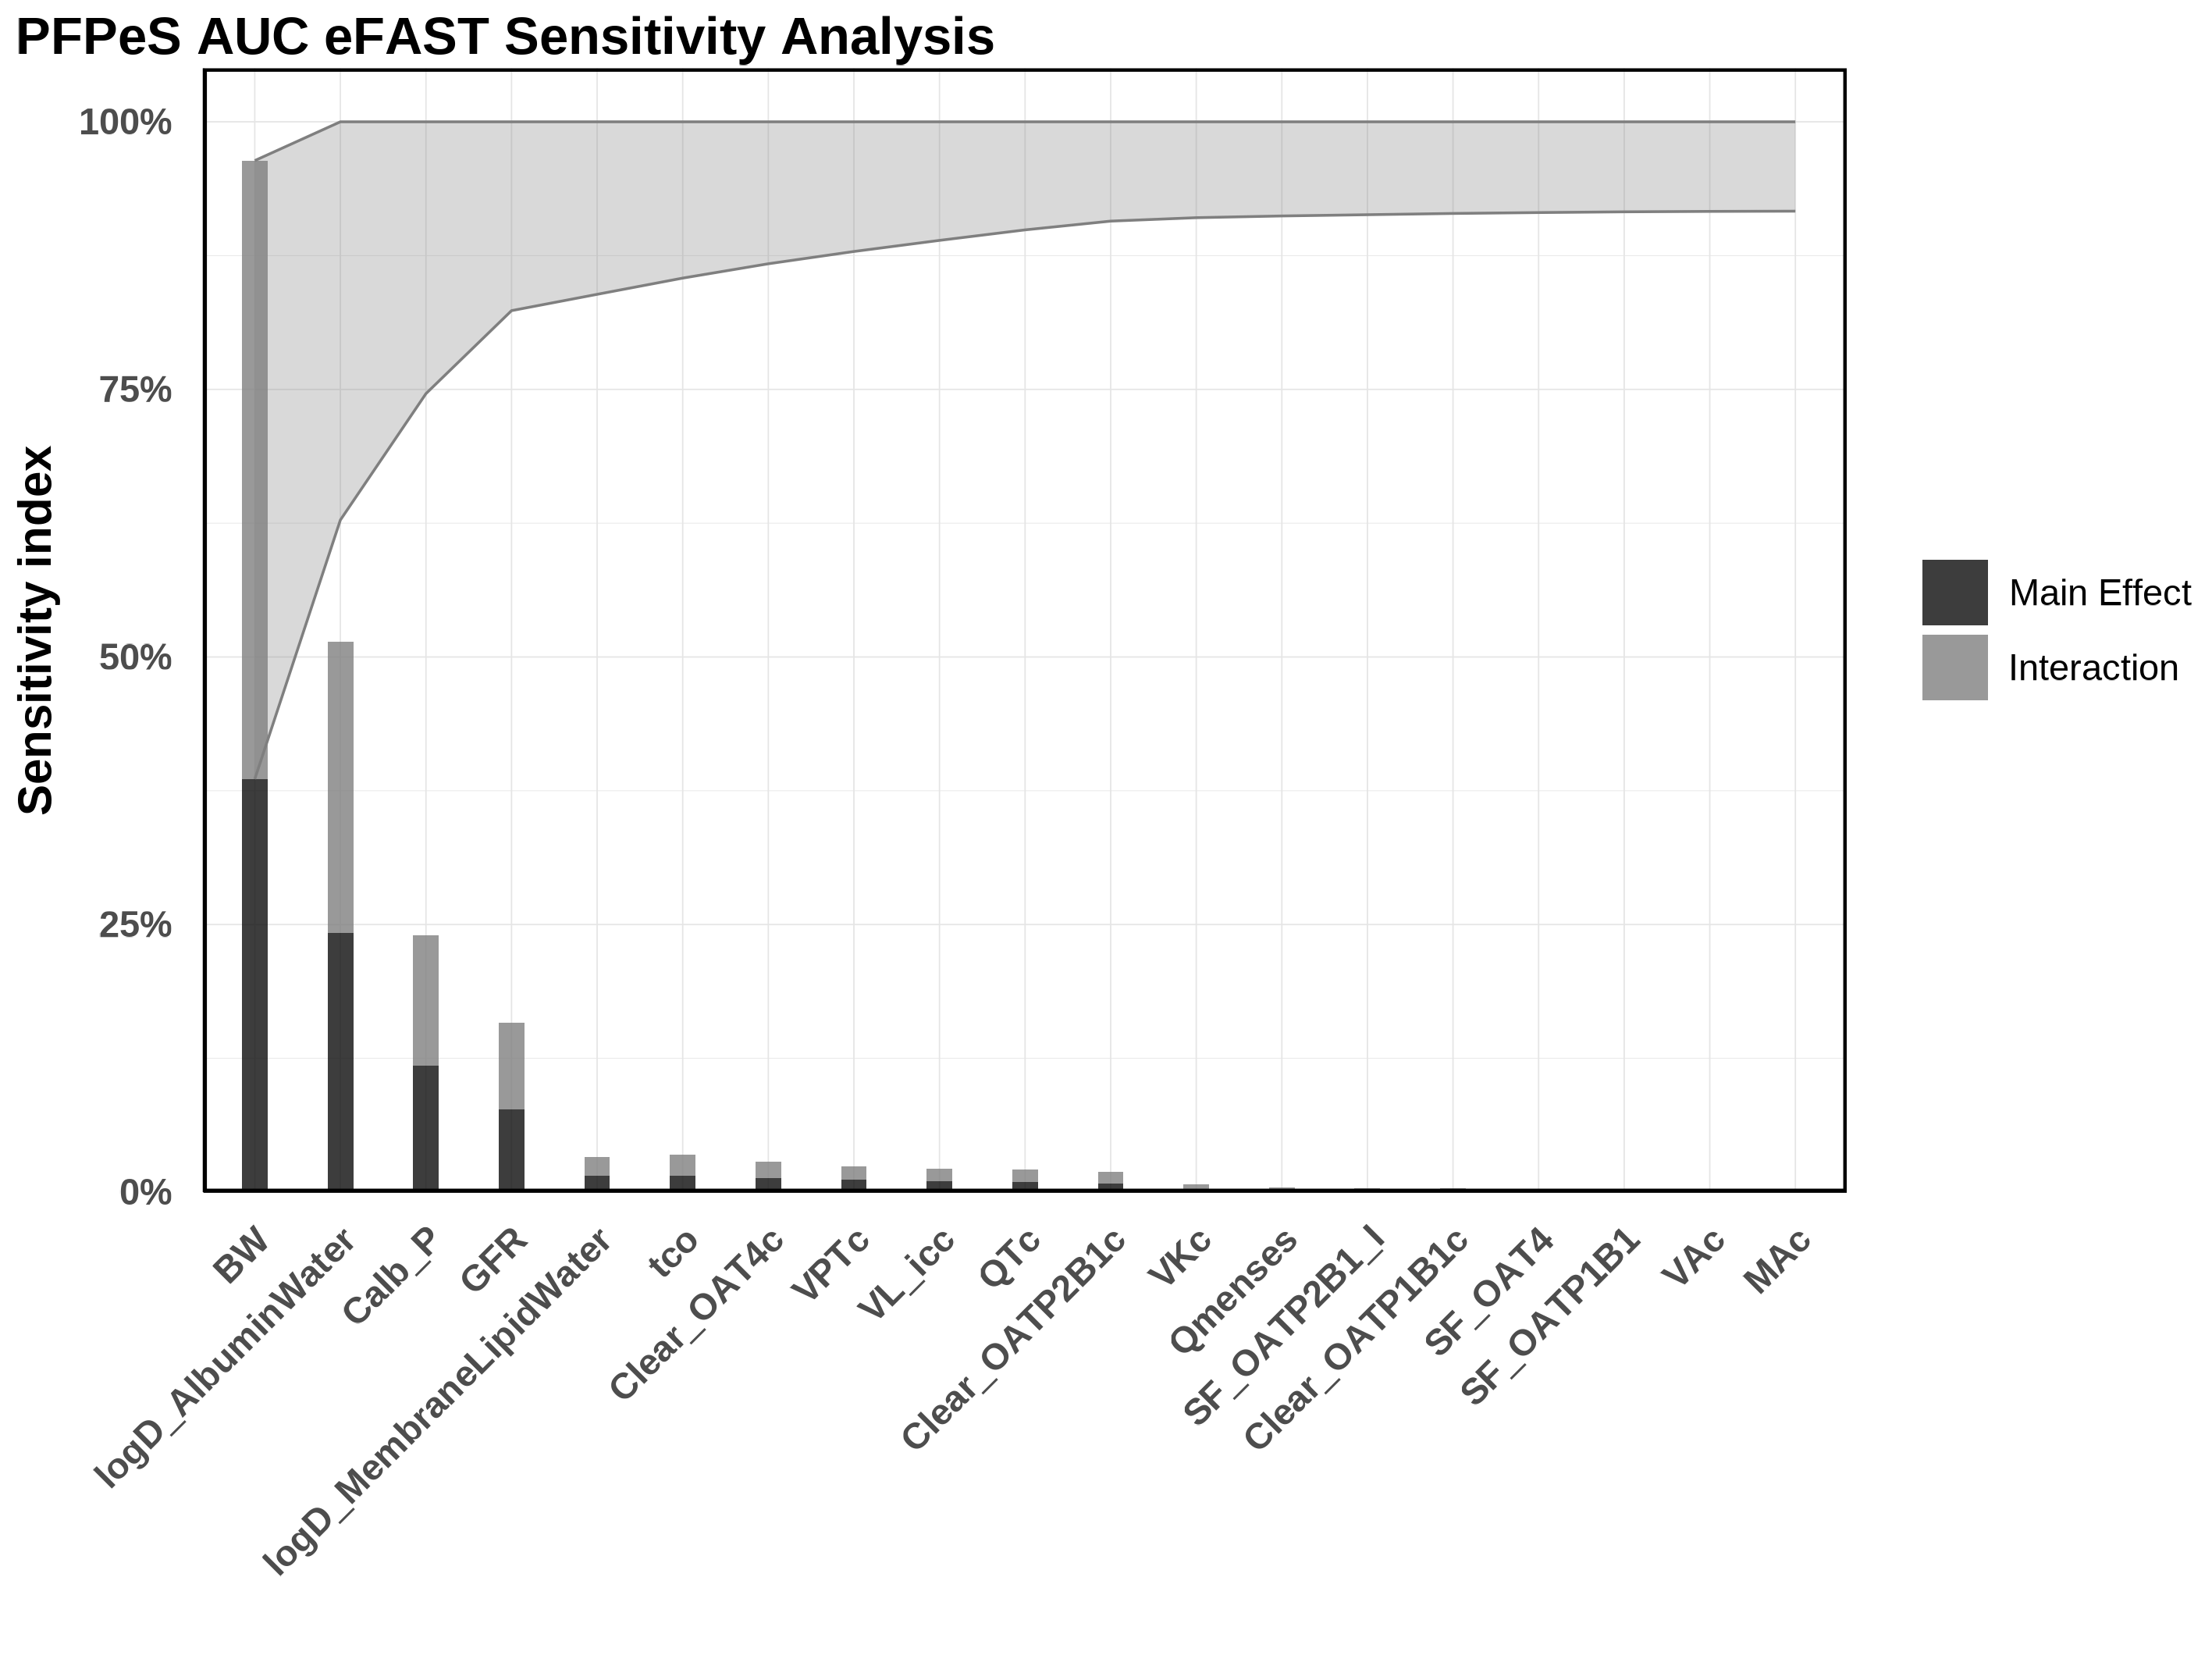 PFPeS AUC eFAST Sensitivity Analysis
Sensitivity index
100%
75%
50%
25%
0%
BW
logD_AlbuminWater
Calb_P
GFR
logD_MembraneLipidWater
tco
Clear_OAT4c
VPTc
VL_icc
QTc
Clear_OATP2B1c
VKc
Qmenses
SF_OATP2B1_I
Clear_OATP1B1c
SF_OAT4
SF_OATP1B1
VAc
MAc
Main Effect
Interaction